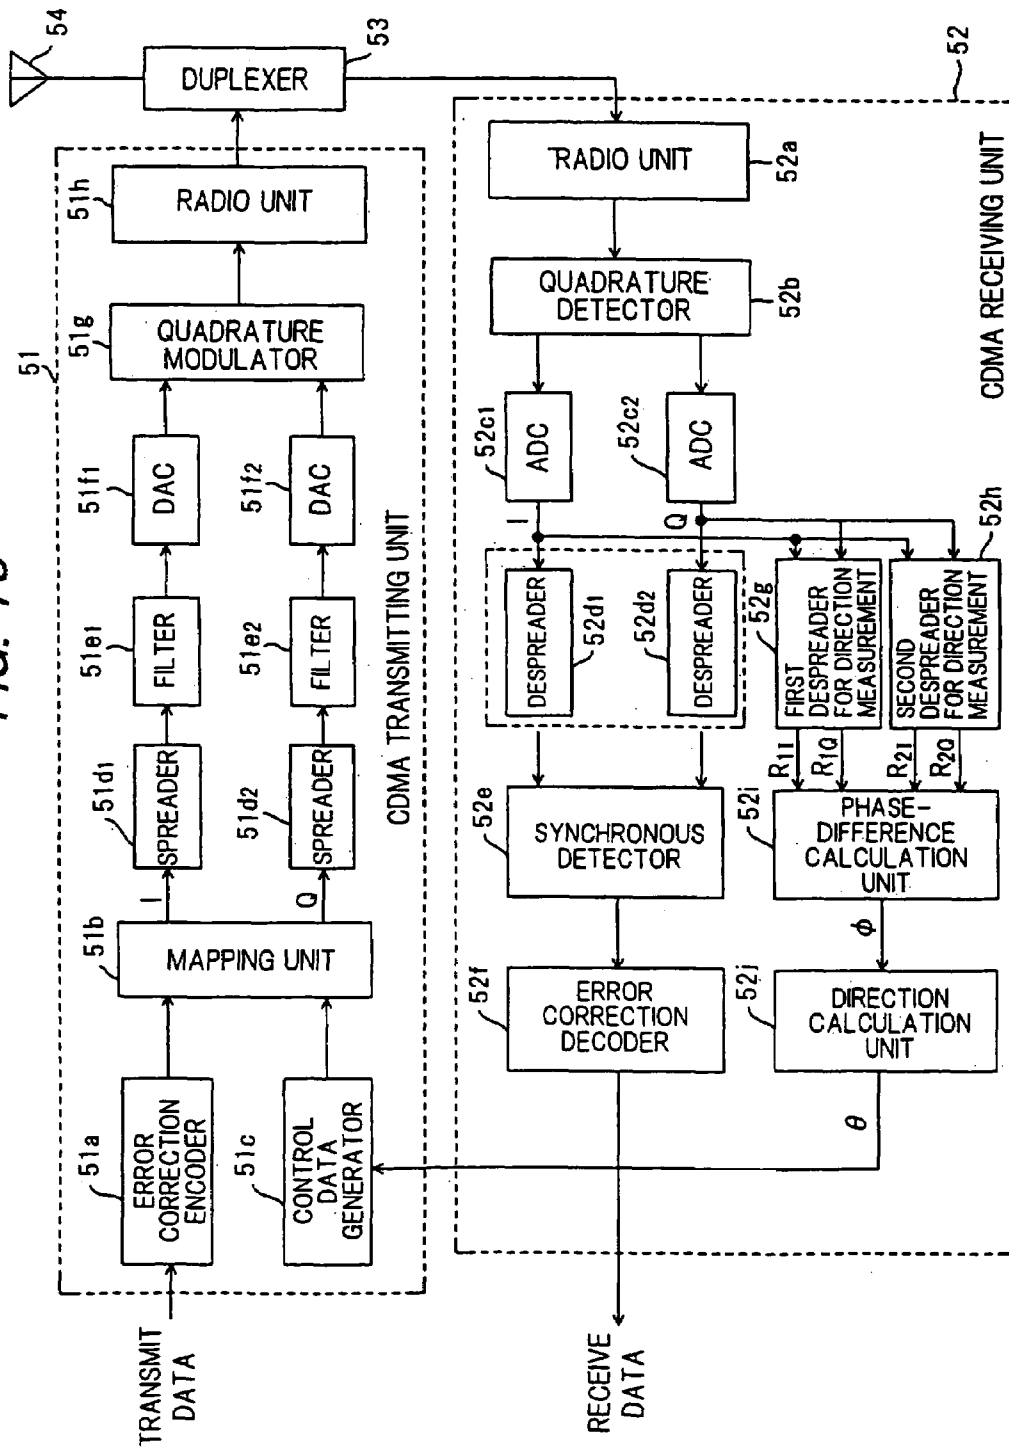 54
DUPLEXER
53
51
51h
RADIO UNIT
51g
QUADRATURE
MODULATOR
51f1
DAC
51f2
DAC
51e1
FILTER
51e2
FILTER
51d1
SPREADER
51d2
SPREADER
I
Q
51b
MAPPING UNIT
51a
ERROR
CORRECTION
ENCODER
51c
CONTROL
DATA
GENERATOR
TRANSMIT
DATA
CDMA TRANSMITTING UNIT
52
RADIO UNIT
52a
QUADRATURE
DETECTOR
52b
52c1
ADC
52c2
ADC
I
Q
DESPREADER
52d1
DESPREADER
52d2
52g
FIRST
DESPREADER
FOR DIRECTION
MEASUREMENT
52h
SECOND
DESPREADER
FOR DIRECTION
MEASUREMENT
R1I
R1Q
R2I
R2Q
52e
SYNCHRONOUS
DETECTOR
52i
PHASE-
DIFFERENCE
CALCULATION
UNIT
ϕ
52f
ERROR
CORRECTION
DECODER
52j
DIRECTION
CALCULATION
UNIT
θ
RECEIVE
DATA
CDMA RECEIVING UNIT